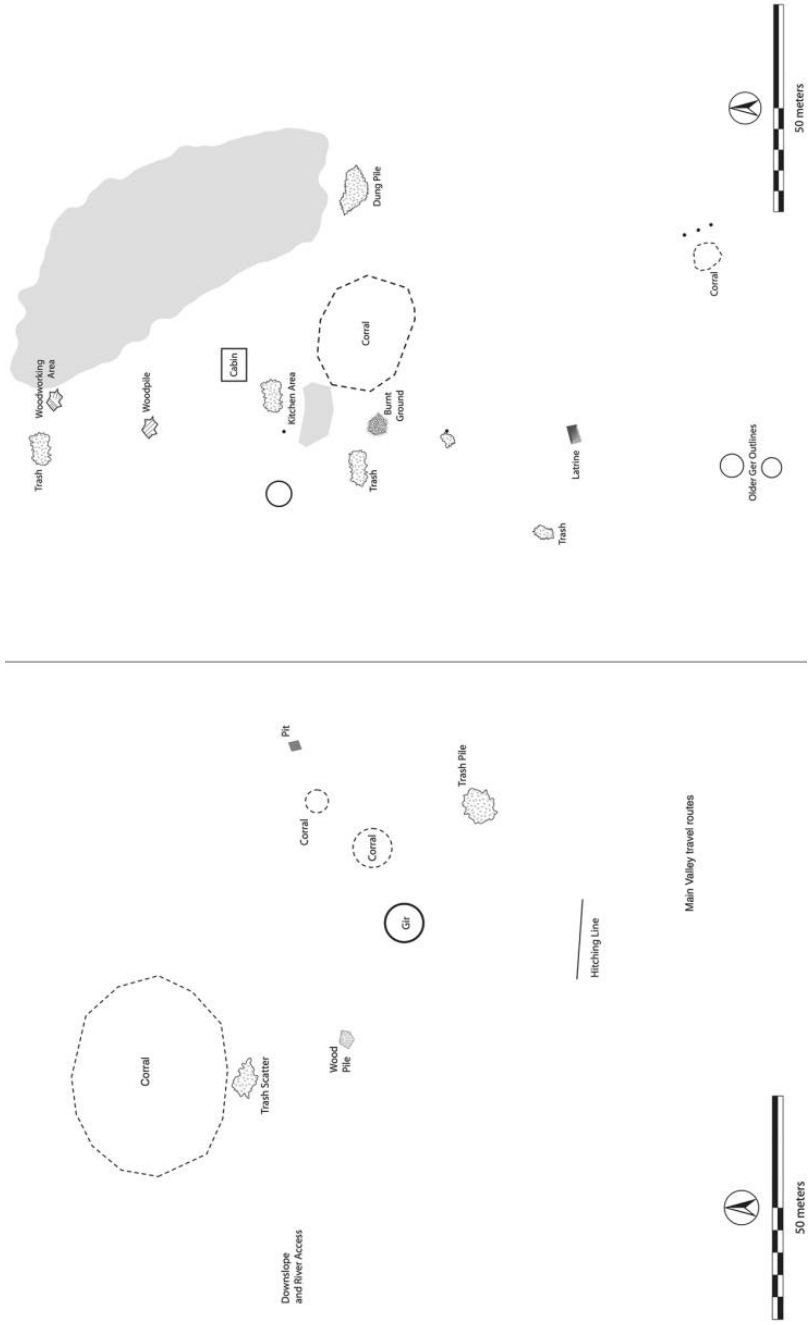 Corral
Trash Scatter
Downslope
and River Access
Pit
Corral
Wood
Pile
Corral
Gir
Trash Pile
Hitching Line
Main Valley travel routes
50 meters
Trash
Woodworking
Area
Woodpile
Cabin
Kitchen Area
Corral
Dung Pile
Burnt
Ground
Trash
Latrine
Trash
Corral
Older Ger Outlines
50 meters